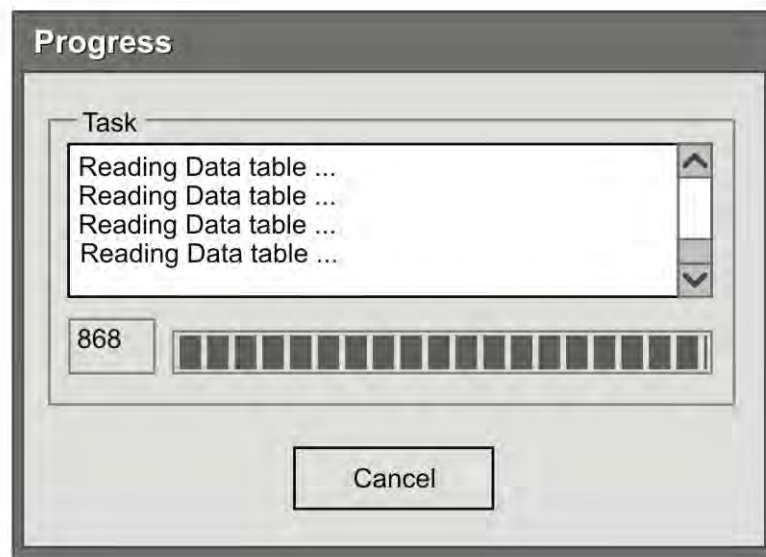 Progress
Task
Reading Data table ...
Reading Data table ...
Reading Data table ...
Reading Data table ...
868
Cancel